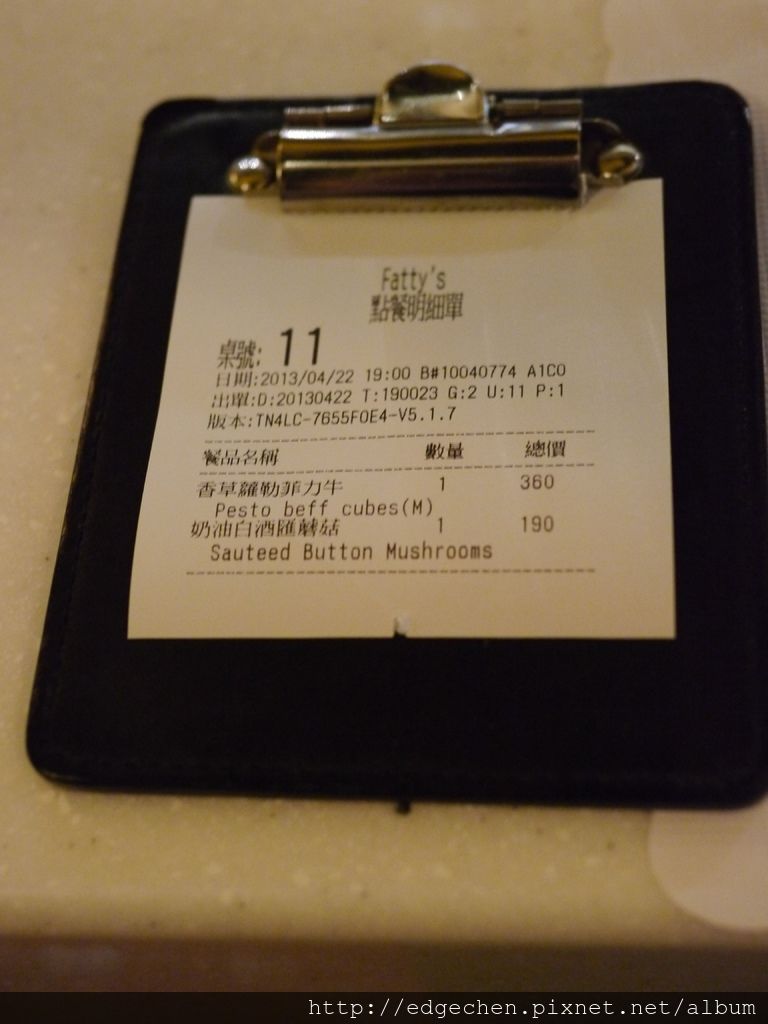 Fatty's
點餐明細單
桌號: 11
日期:2013/04/22 19:00 B#10040774 A1C0
出單:D:20130422 T:190023 G:2 U:11 P:1
版本:TN4LC-7655F0E4-V5.1.7
餐品名稱 數量 總價
香草蘿勒菲力牛 1 360
Pesto beff cubes(M)
奶油白酒匯蘑菇 1 190
Sauteed Button Mushrooms
http://edgechen.pixnet.net/album